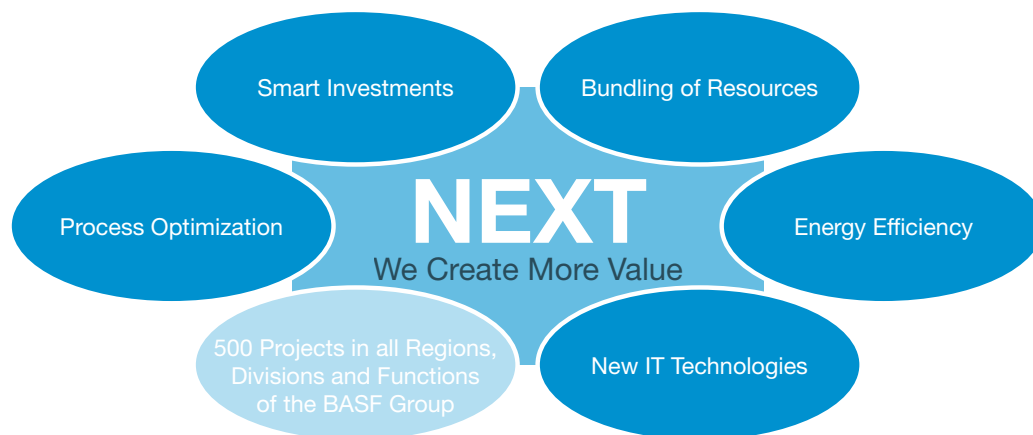 Smart Investments
Bundling of Resources
Process Optimization
NEXT
We Create More Value
Energy Efficiency
500 Projects in all Regions,
Divisions and Functions
of the BASF Group
New IT Technologies